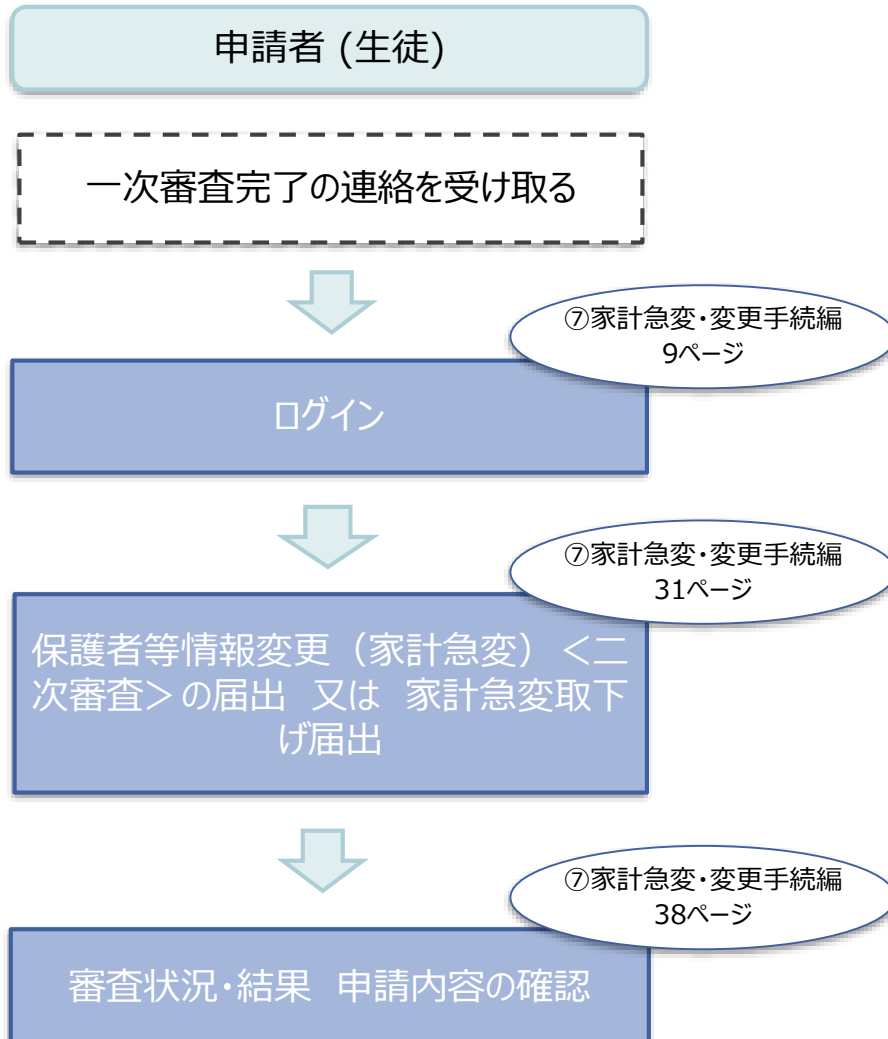 申請者 (生徒)
一次審査完了の連絡を受け取る
⑦家計急変・変更手続編
9ページ
ログイン
⑦家計急変・変更手続編
31ページ
保護者等情報変更（家計急変）＜二
次審査＞の届出 又は 家計急変取下
げ届出
⑦家計急変・変更手続編
38ページ
審査状況・結果 申請内容の確認